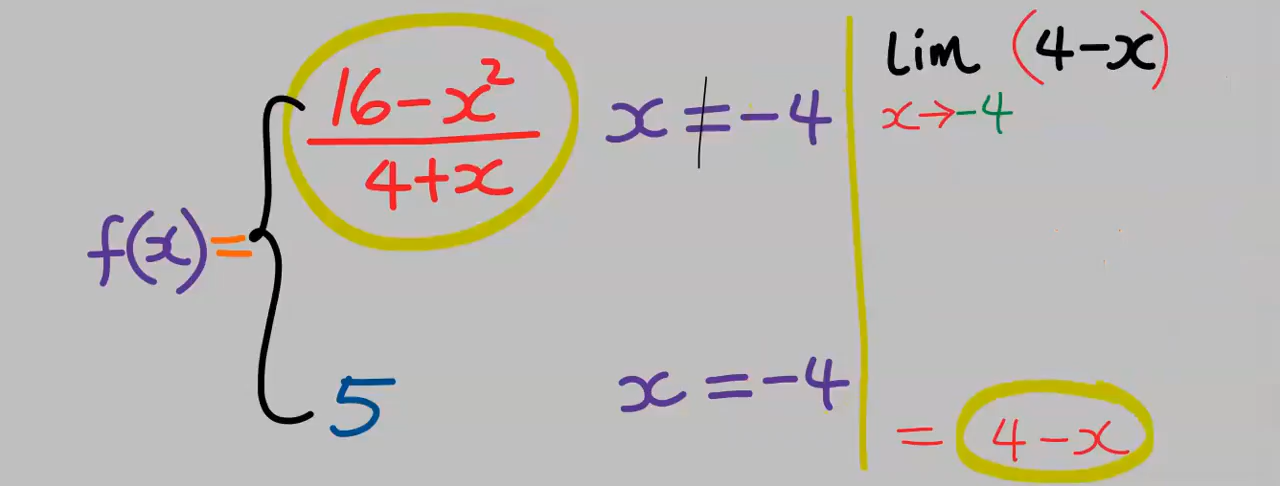 f(x) =
16 - x²
4 + x
x ≠ -4
5
x = -4
Lim (4 - x)
x → -4
= 4 - x